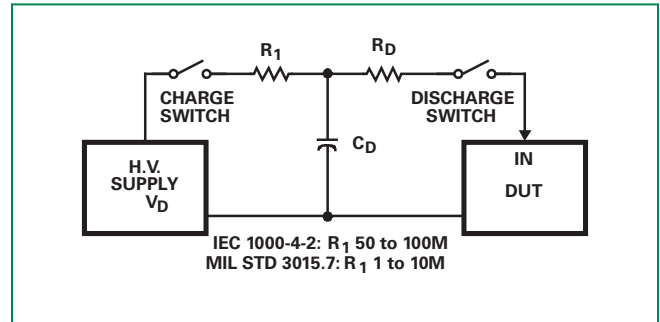 R1
RD
CHARGE
SWITCH
DISCHARGE
SWITCH
CD
H.V.
SUPPLY
VD
IN
DUT
IEC 1000-4-2: R1 50 to 100M
MIL STD 3015.7: R1 1 to 10M